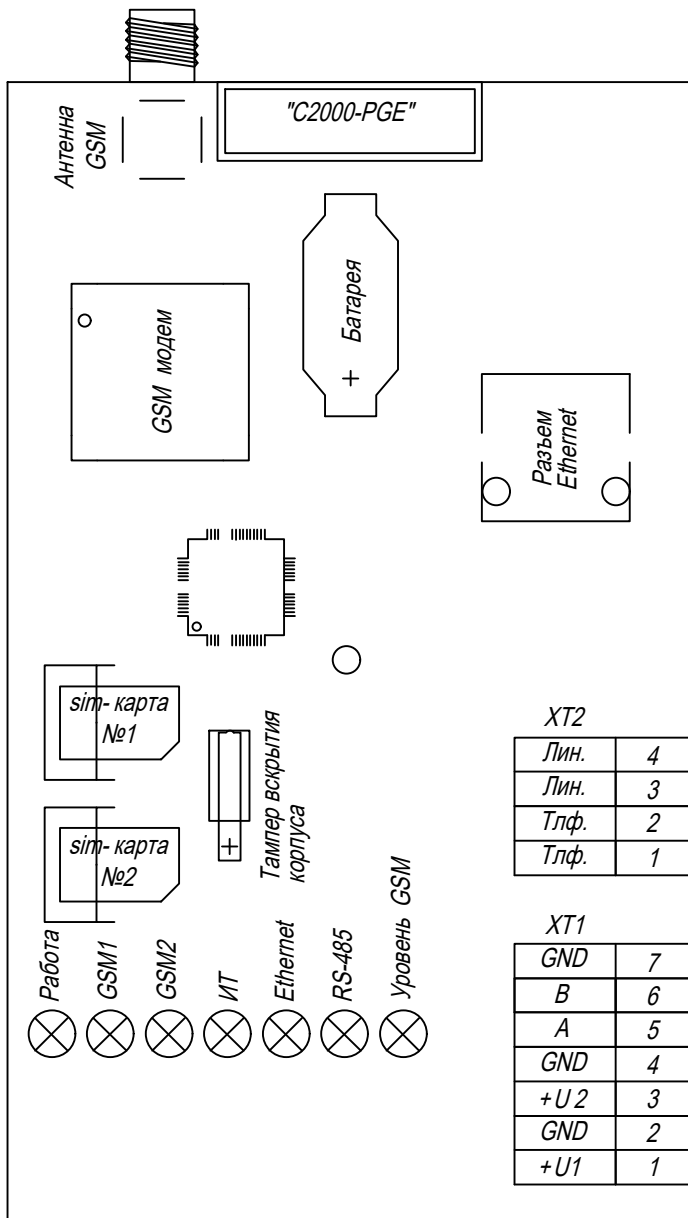 Антенна
GSM
"C2000-PGE"
GSM модем
+ Батарея
Разъем
Ethernet
sim- карта
№1
sim- карта
№2
+
Тампер вскрытия
корпуса
XT2
Лин. 4
Лин. 3
Тлф. 2
Тлф. 1
Работа
GSM1
GSM2
ИТ
Ethernet
RS-485
Уровень GSM
XT1
GND 7
B 6
A 5
GND 4
+U 2 3
GND 2
+U1 1